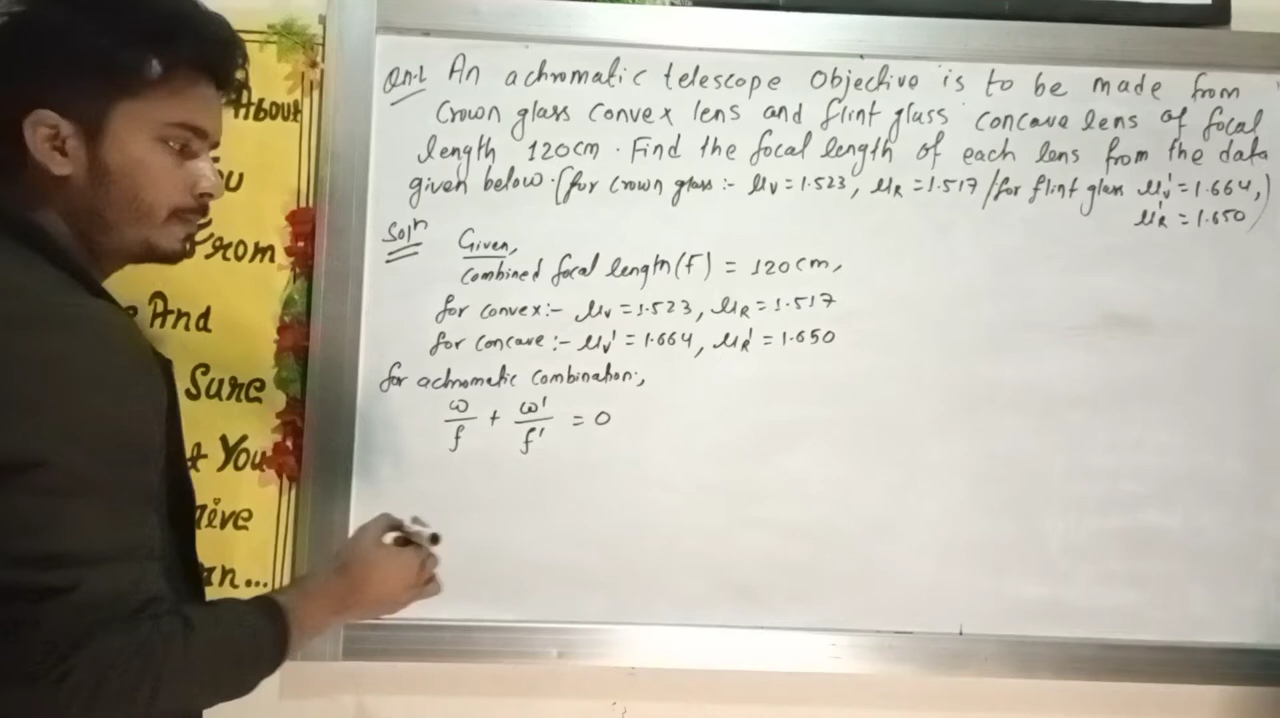 About
From
And
Sure
You
Qn.1 An achromatic telescope objective is to be made from
Crown glass convex lens and flint glass concave lens of focal
length 120cm. Find the focal length of each lens from the data
given below. (for crown glass :- μv = 1.523, μR = 1.517 / for flint glass μv' = 1.664,
μR' = 1.650)
Solⁿ Given,
Combined focal length (F) = 120cm,
for convex:- μv = 1.523, μR = 1.517
for concave :- μv' = 1.664, μR' = 1.650
for achromatic combination:,
ω/f + ω'/f' = 0